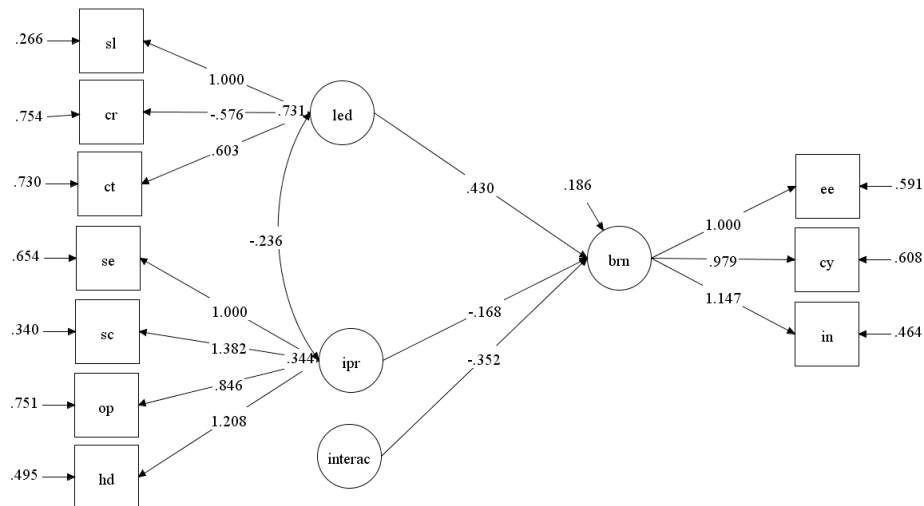 .266
sl
1.000
.754
cr
-.576
.731
led
.603
.730
ct
.430
.186
ee
.591
1.000
-.236
.654
se
brn
.979
cy
.608
1.000
-.168
1.147
.340
sc
1.382
.344
ipr
-.352
in
.464
.846
.751
op
1.208
interac
.495
hd